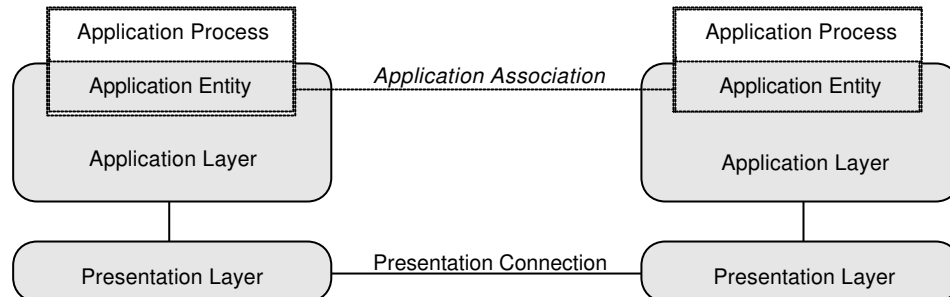 Application Process
Application Process
Application Entity
Application Association
Application Entity
Application Layer
Application Layer
Presentation Layer
Presentation Connection
Presentation Layer